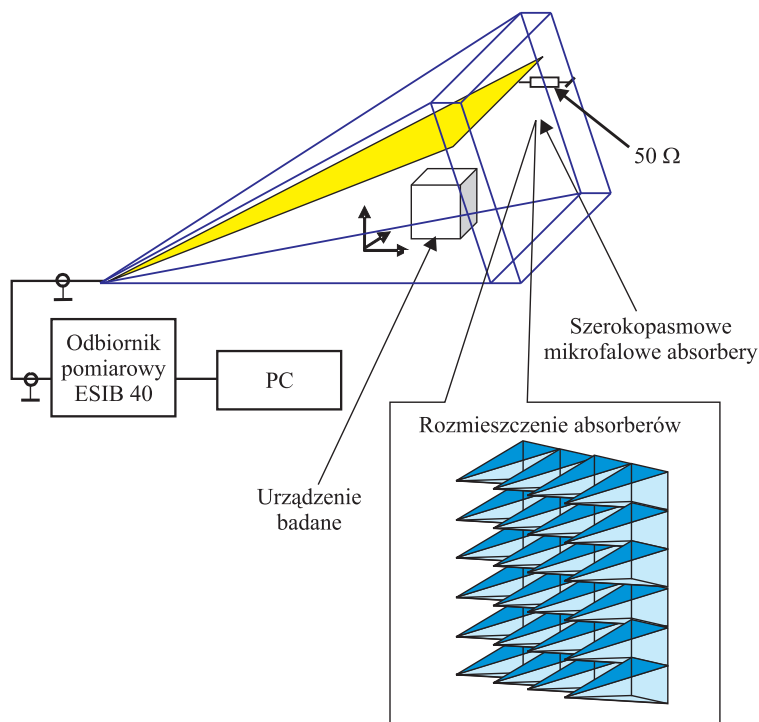 50 Ω
Szerokopasmowe
mikrofalowe absorbery
Odbiornik
pomiarowy
ESIB 40
PC
Rozmieszczenie absorberów
Urządzenie
badane